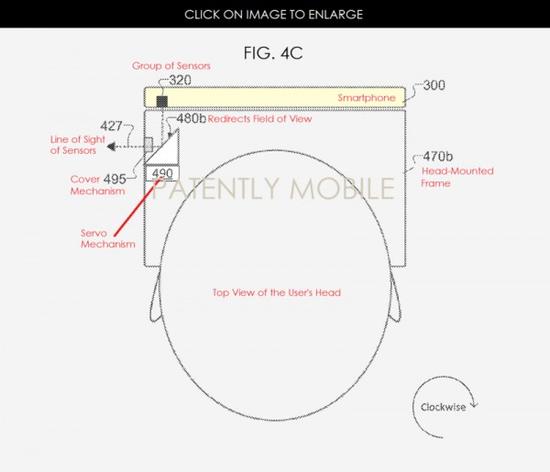 CLICK ON IMAGE TO ENLARGE
FIG. 4C
Group of Sensors
320
300
Smartphone
427
480b Redirects Field of View
Line of Sight
of Sensors
470b
Head-Mounted
Frame
Cover 495
Mechanism
490
PATENTLY MOBILE
Servo
Mechanism
Top View of the User's Head
Clockwise